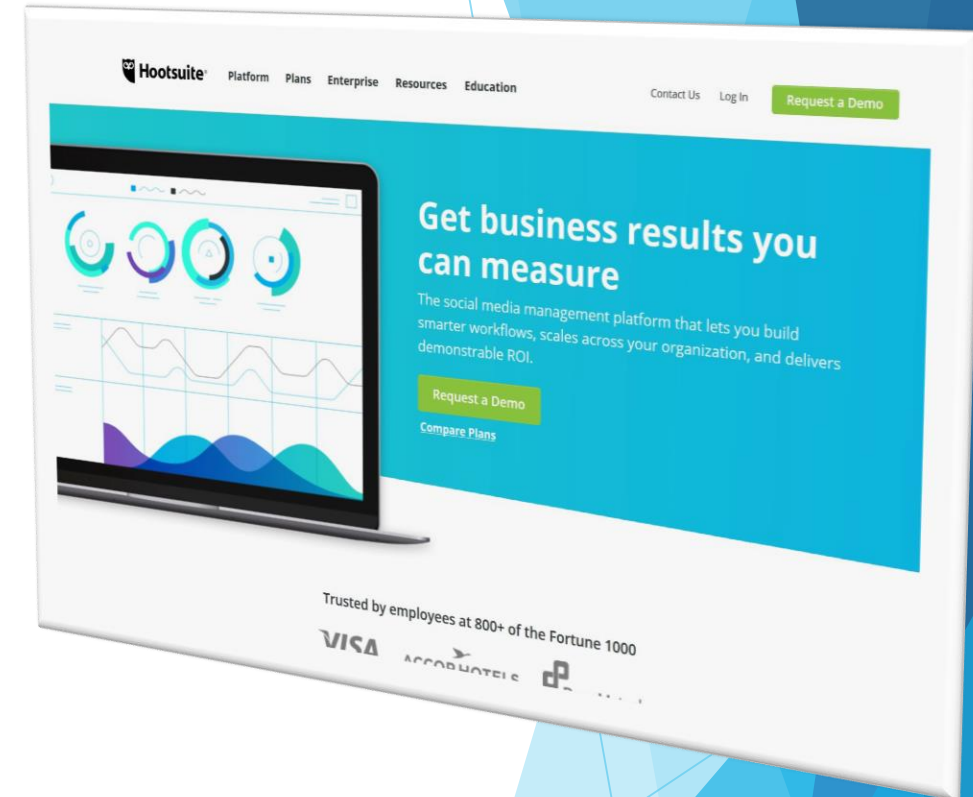 Hootsuite
Platform Plans Enterprise Resources Education
Contact Us Log In Request a Demo
Get business results you
can measure
The social media management platform that lets you build
smarter workflows, scales across your organization, and delivers
demonstrable ROI.
Request a Demo
Compare Plans
Trusted by employees at 800+ of the Fortune 1000
VISA ACCORHOTELS